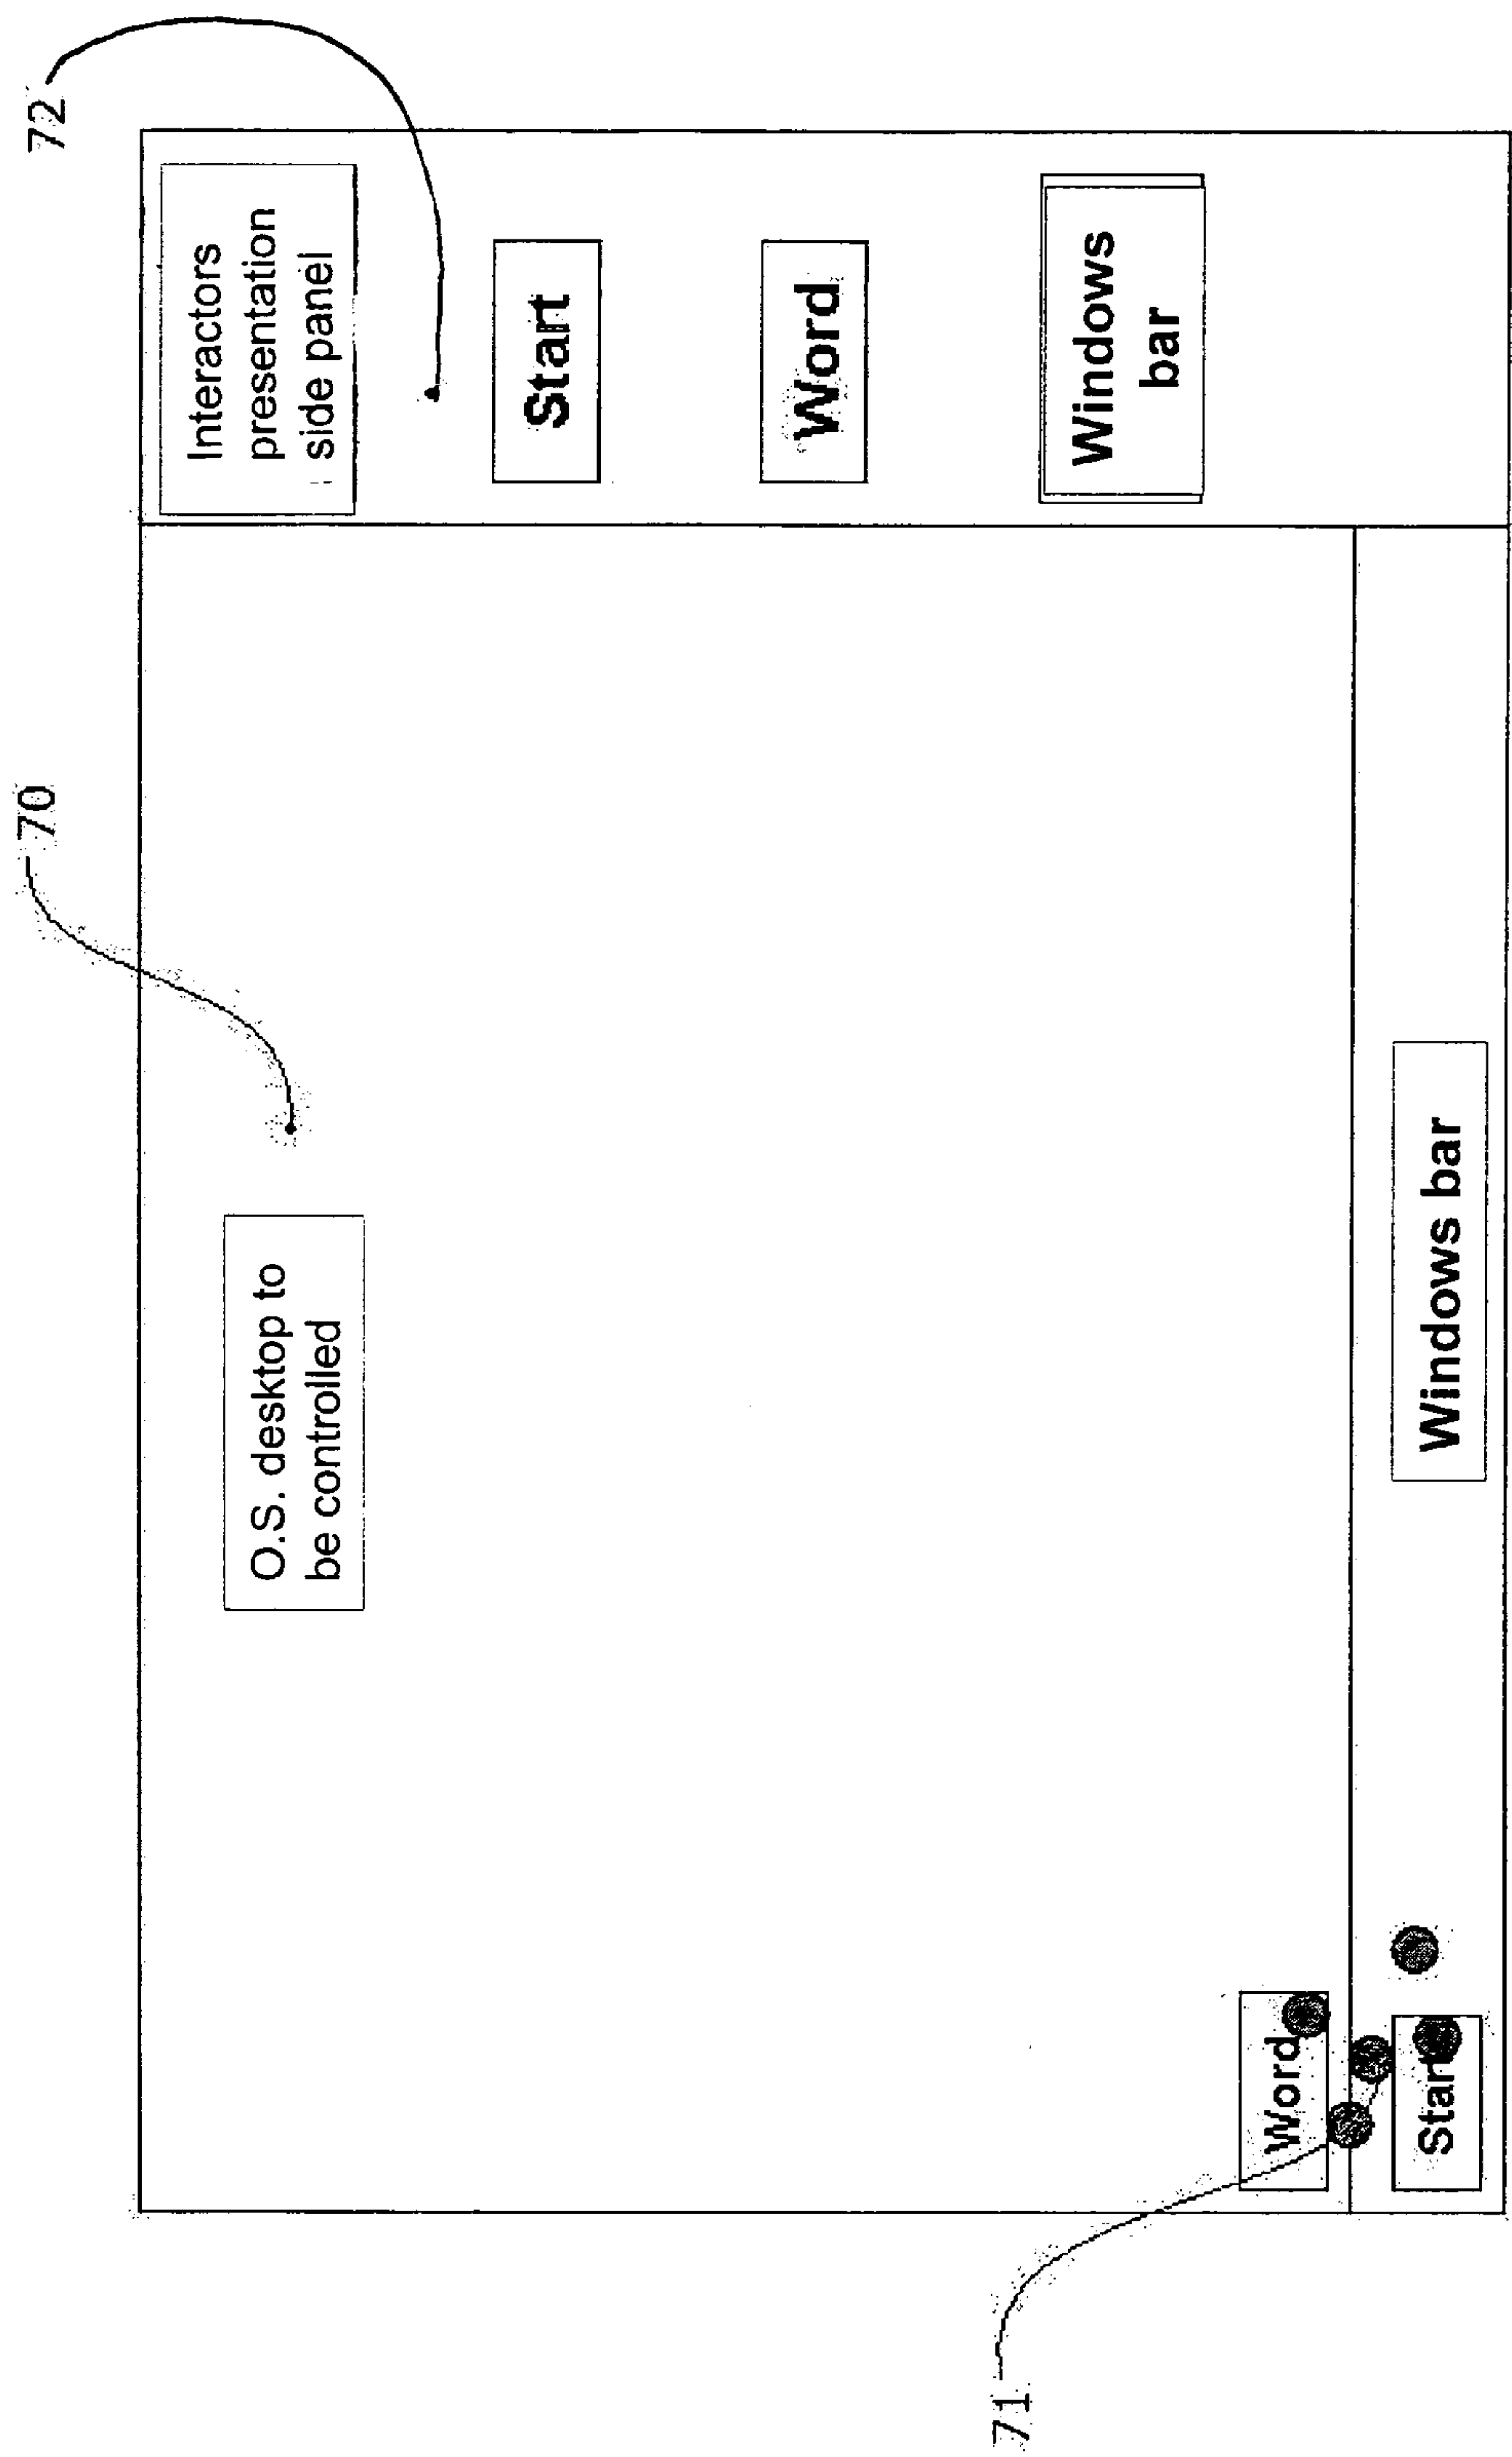 72
70
Interactors
presentation
side panel
O.S. desktop to
be controlled
Start
Word
Windows
bar
Word
Start
Windows bar
71